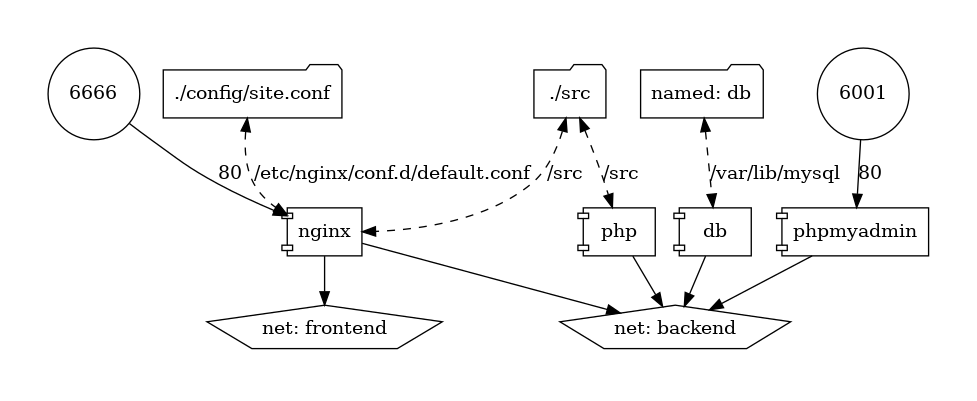 6666
./config/site.conf
./src
named: db
6001
80
/etc/nginx/conf.d/default.conf
/src
/src
/var/lib/mysql
80
nginx
php
db
phpmyadmin
net: frontend
net: backend